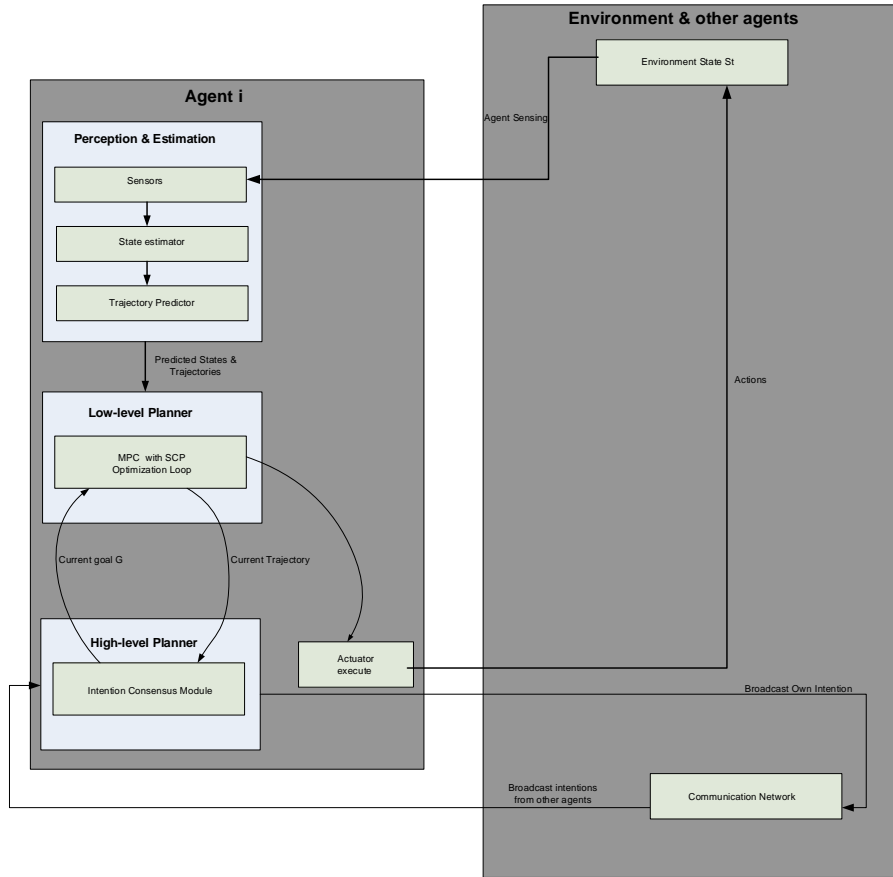 Environment & other agents
Environment State St
Agent i
Agent Sensing
Perception & Estimation
Sensors
State estimator
Trajectory Predictor
Predicted States &
Trajectories
Actions
Low-level Planner
MPC with SCP
Optimization Loop
Current goal G
Current Trajectory
High-level Planner
Intention Consensus Module
Actuator
execute
Broadcast Own Intention
Broadcast intentions
from other agents
Communication Network